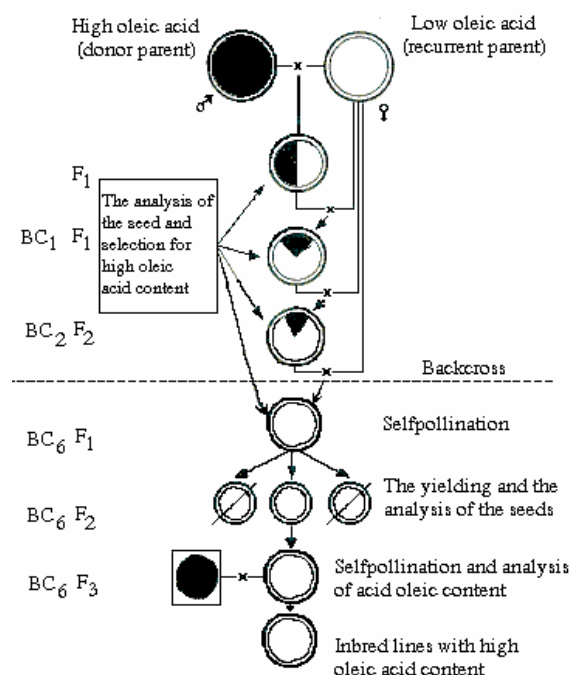 High oleic acid
(donor parent)
Low oleic acid
(recurrent parent)
x
♂
♀
F1
The analysis of
the seed and
selection for
high oleic
acid content
x
BC1 F1
x
BC2 F2
x
Backcross
BC6 F1
Selfpollination
BC6 F2
The yielding and the
analysis of the seeds
BC6 F3
x
Selfpollination and analysis
of acid oleic content
Inbred lines with high
oleic acid content